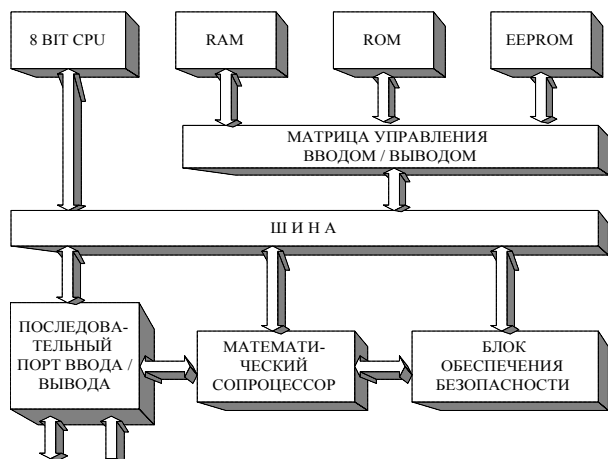 8 BIT CPU
RAM
ROM
EEPROM
МАТРИЦА УПРАВЛЕНИЯ
ВВОДОМ / ВЫВОДОМ
Ш И Н А
ПОСЛЕДОВА-
ТЕЛЬНЫЙ
ПОРТ ВВОДА /
ВЫВОДА
МАТЕМАТИ-
ЧЕСКИЙ
СОПРОЦЕССОР
БЛОК
ОБЕСПЕЧЕНИЯ
БЕЗОПАСНОСТИ